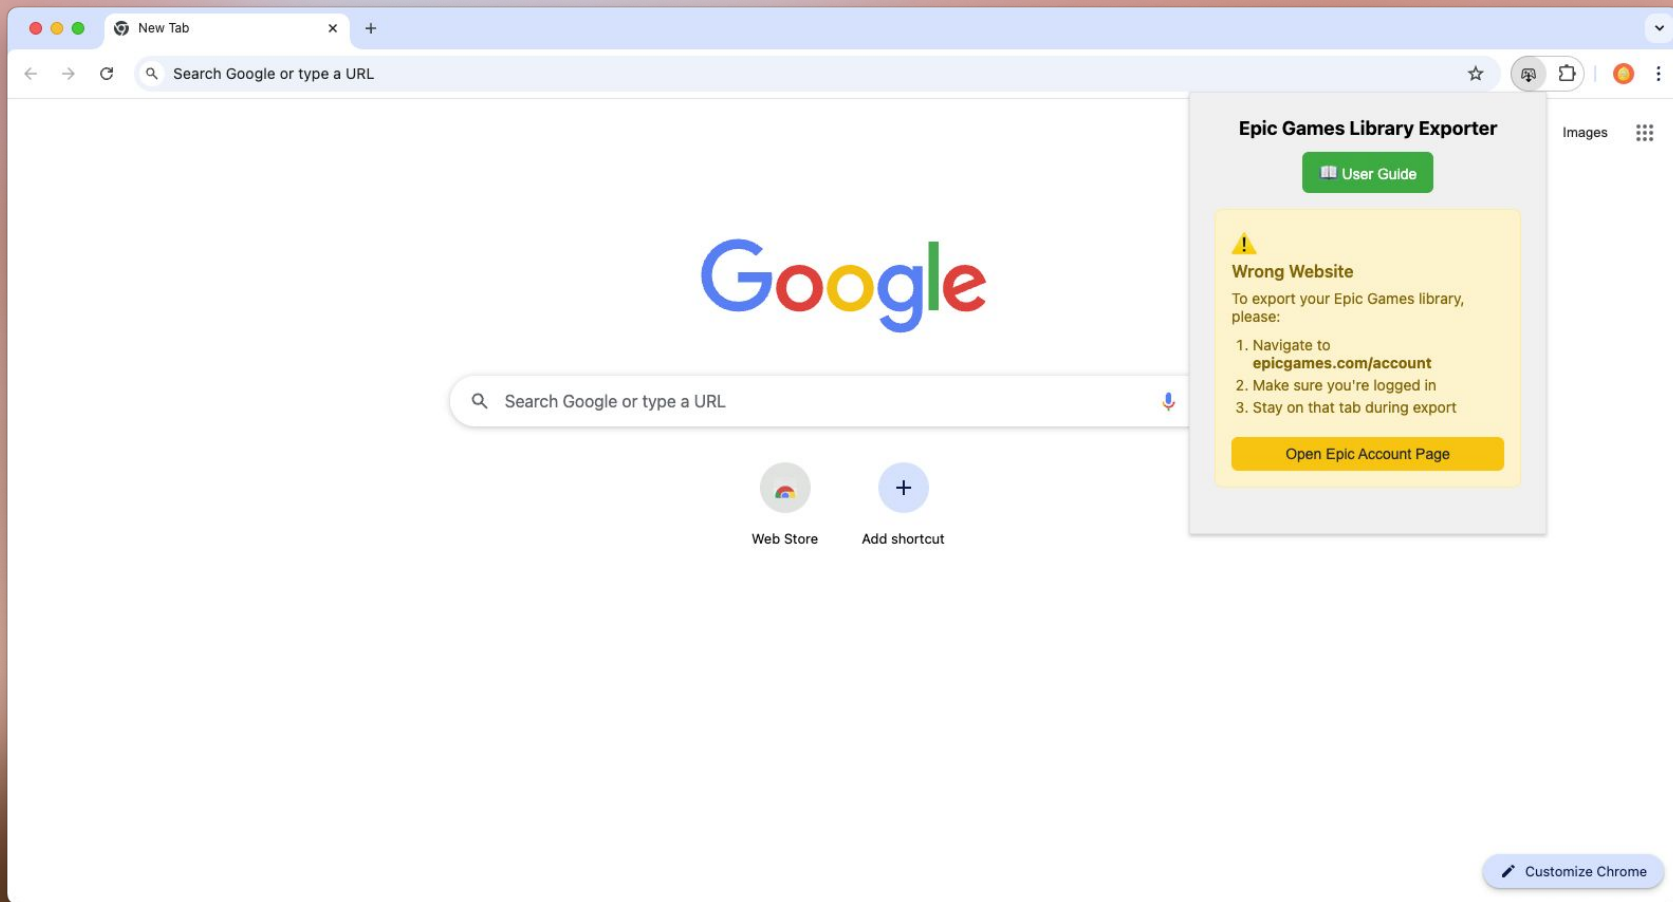 New Tab
Search Google or type a URL
Epic Games Library Exporter
Images
User Guide
Google
Wrong Website
To export your Epic Games library,
please:
1. Navigate to
epicgames.com/account
2. Make sure you're logged in
3. Stay on that tab during export
Search Google or type a URL
Open Epic Account Page
Web Store
Add shortcut
Customize Chrome